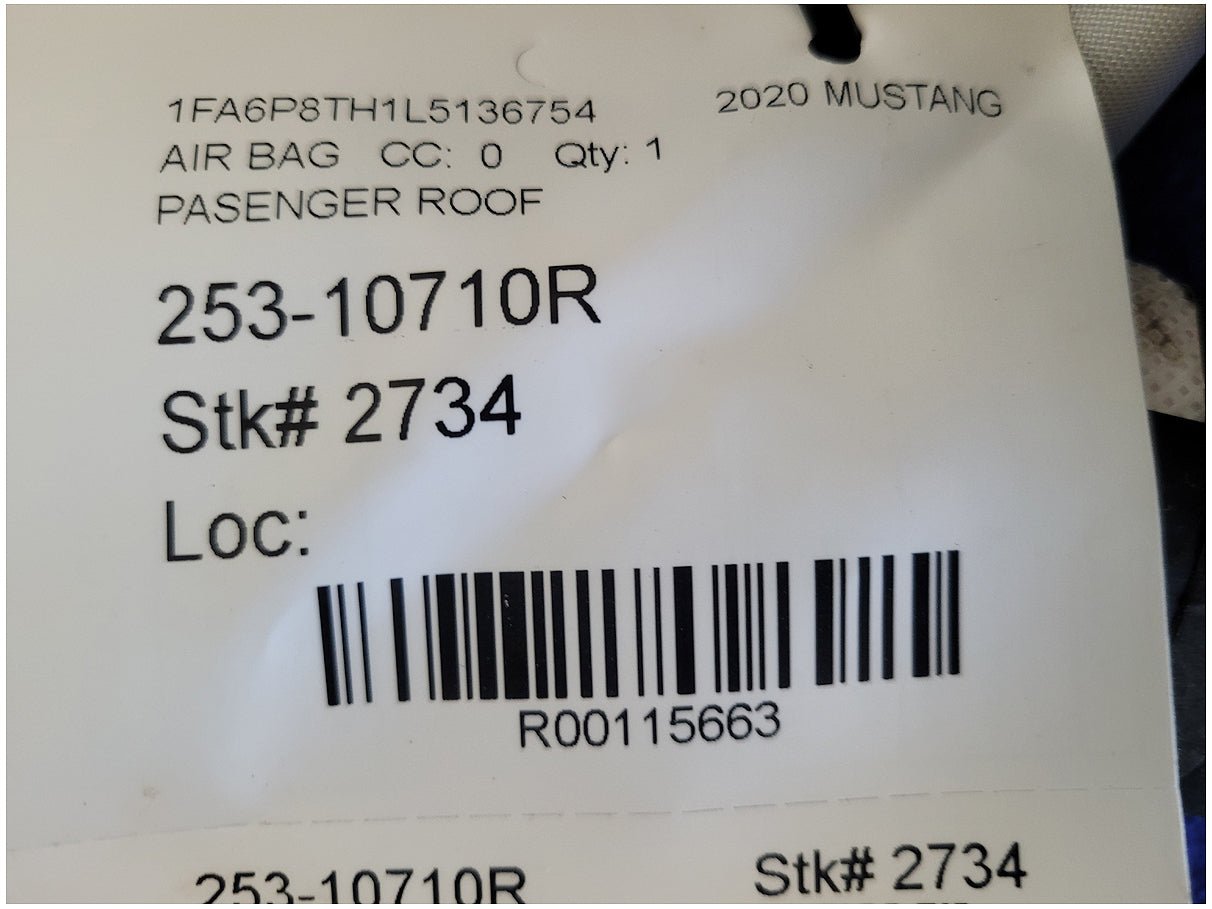 1FA6P8TH1L5136754 2020 MUSTANG
AIR BAG CC: 0 Qty: 1
PASENGER ROOF
253-10710R
Stk# 2734
Loc:
R00115663
253-10710R Stk# 2734